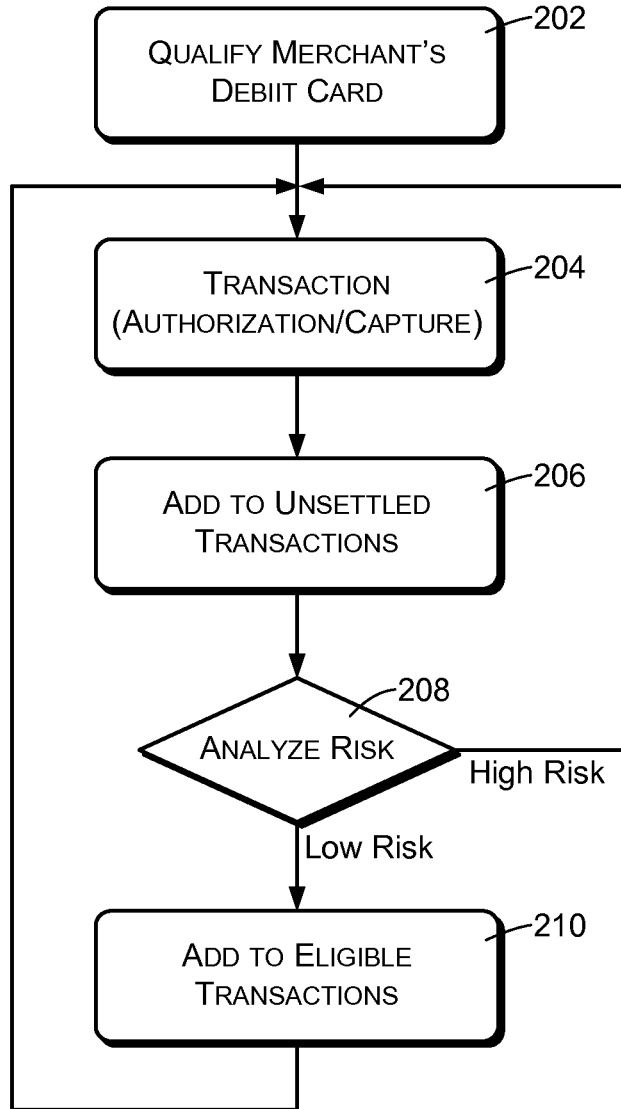 202
QUALIFY MERCHANT'S
DEBIIT CARD
204
TRANSACTION
(AUTHORIZATION/CAPTURE)
206
ADD TO UNSETTLED
TRANSACTIONS
208
ANALYZE RISK
High Risk
Low Risk
210
ADD TO ELIGIBLE
TRANSACTIONS